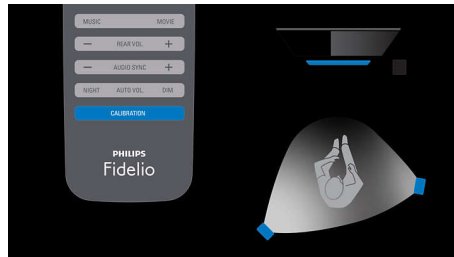 MUSIC MOVIE
− REAR VOL +
− AUDIO SYNC +
NIGHT AUTO VOL DIM
CALIBRATION
PHILIPS
Fidelio